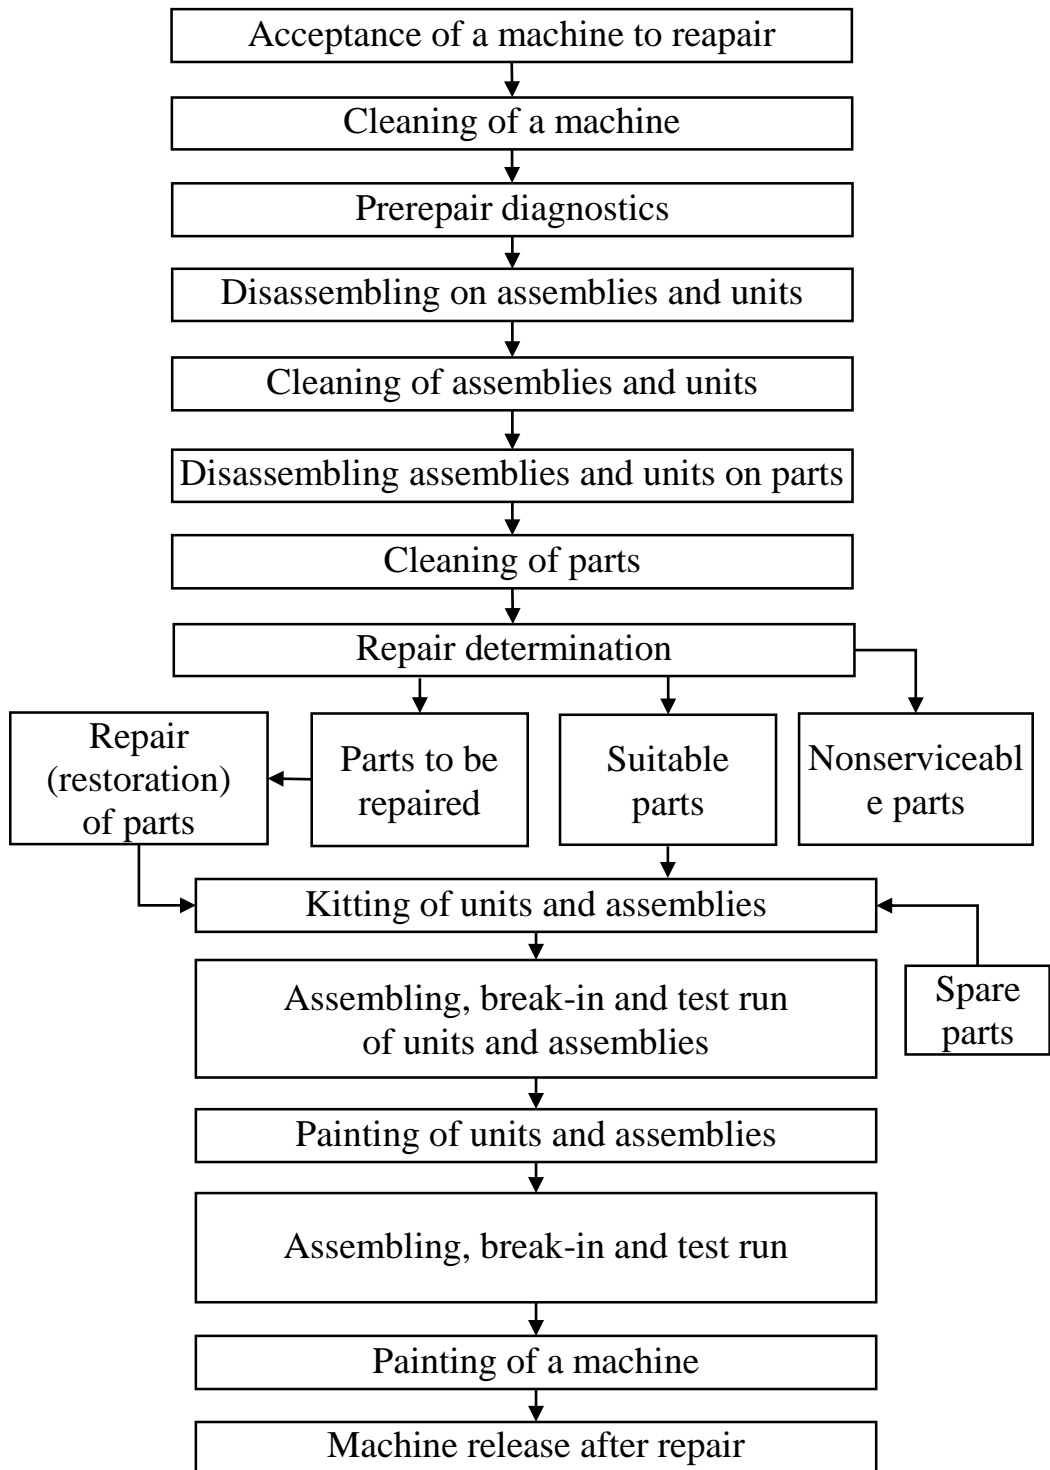 Acceptance of a machine to reapair
Cleaning of a machine
Prerepair diagnostics
Disassembling on assemblies and units
Cleaning of assemblies and units
Disassembling assemblies and units on parts
Cleaning of parts
Repair determination
Repair
(restoration)
of parts
Parts to be
repaired
Suitable
parts
Nonserviceabl
e parts
Kitting of units and assemblies
Assembling, break-in and test run
of units and assemblies
Spare
parts
Painting of units and assemblies
Assembling, break-in and test run
Painting of a machine
Machine release after repair